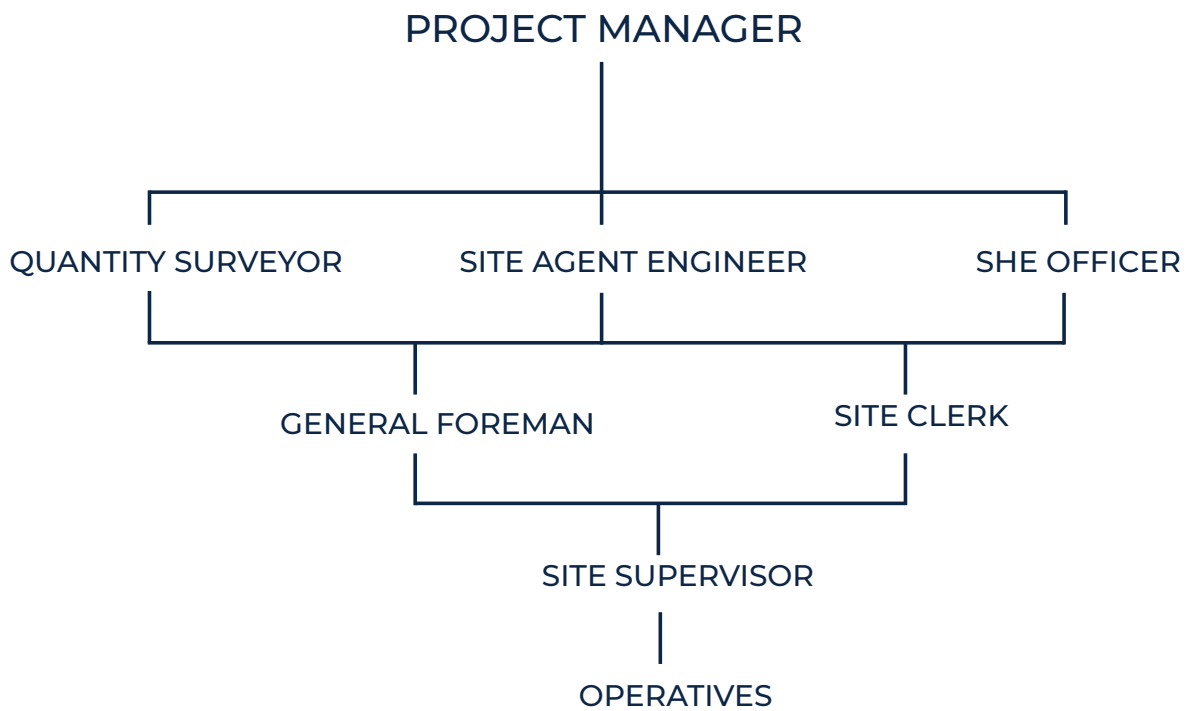 PROJECT MANAGER
QUANTITY SURVEYOR
SITE AGENT ENGINEER
SHE OFFICER
GENERAL FOREMAN
SITE CLERK
SITE SUPERVISOR
OPERATIVES